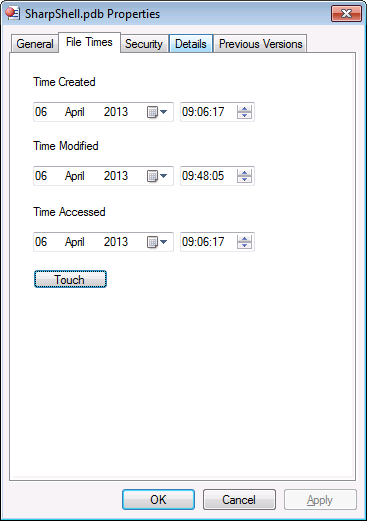 SharpShell.pdb Properties
General File Times Security Details Previous Versions
Time Created
06 April 2013 09:06:17
Time Modified
06 April 2013 09:48:05
Time Accessed
06 April 2013 09:06:17
Touch
OK Cancel Apply